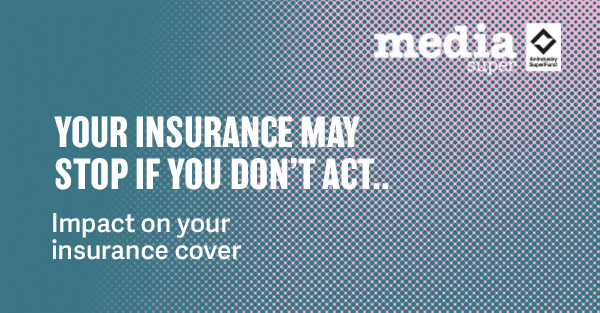 media
super
An Industry
SuperFund
YOUR INSURANCE MAY
STOP IF YOU DON'T ACT..
Impact on your
insurance cover